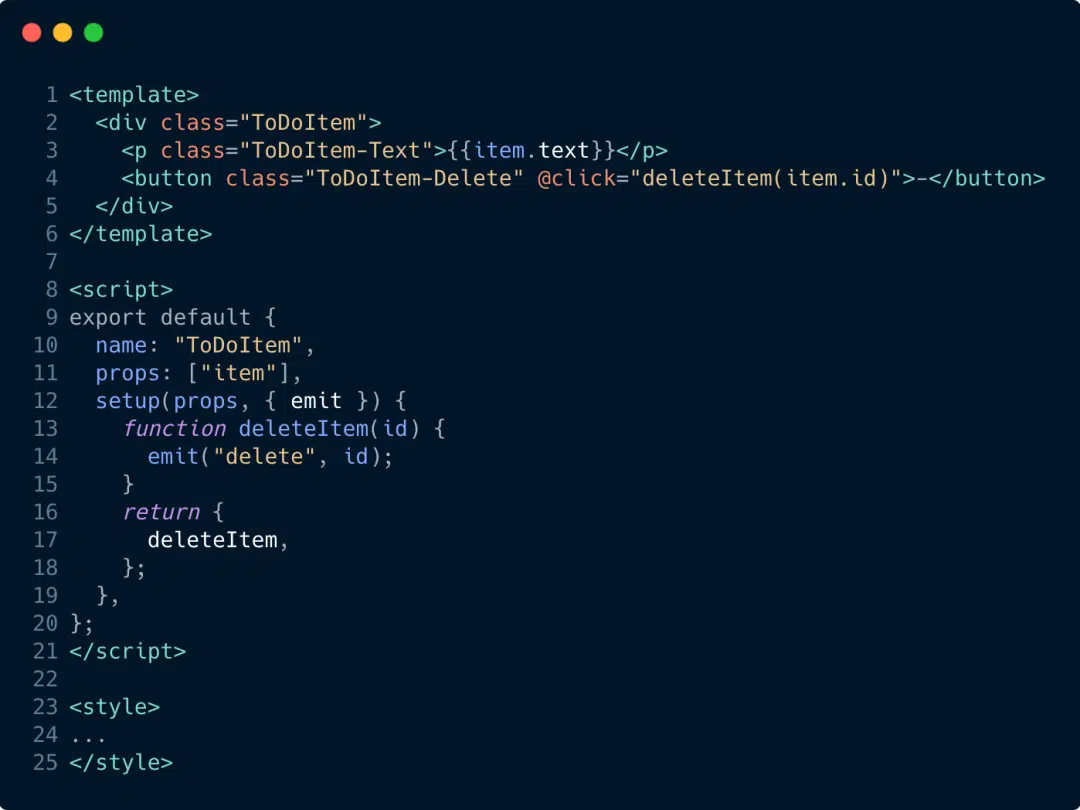 1 <template>
2   <div class="ToDoItem">
3     <p class="ToDoItem-Text">{{item.text}}</p>
4     <button class="ToDoItem-Delete" @click="deleteItem(item.id)">-</button>
5   </div>
6 </template>
7
8 <script>
9 export default {
10   name: "ToDoItem",
11   props: ["item"],
12   setup(props, { emit }) {
13     function deleteItem(id) {
14       emit("delete", id);
15     }
16     return {
17       deleteItem,
18     };
19   },
20 };
21 </script>
22
23 <style>
24 ...
25 </style>